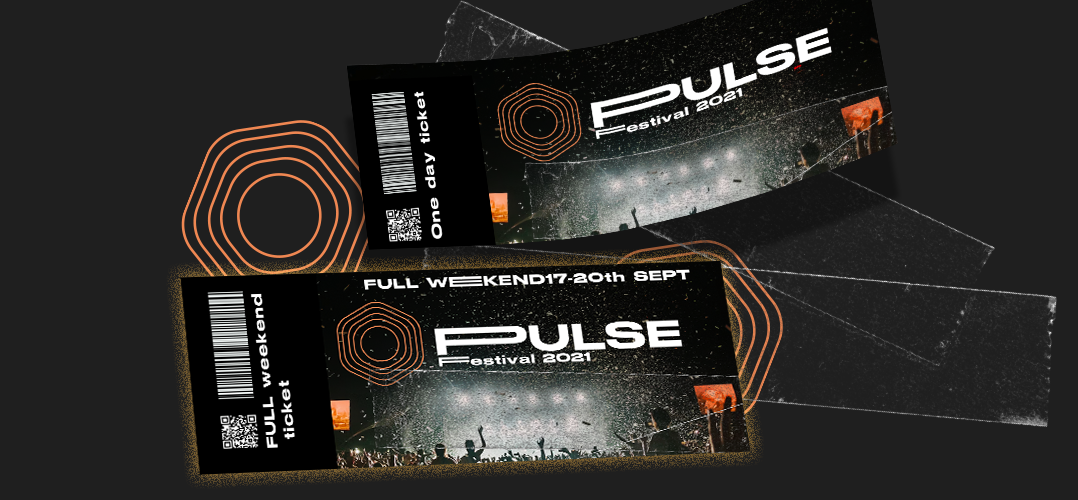 One day ticket
PULSE
Festival 2021
FULL WEEKEND17-20th SEPT
FULL weekend
ticket
PULSE
Festival 2021